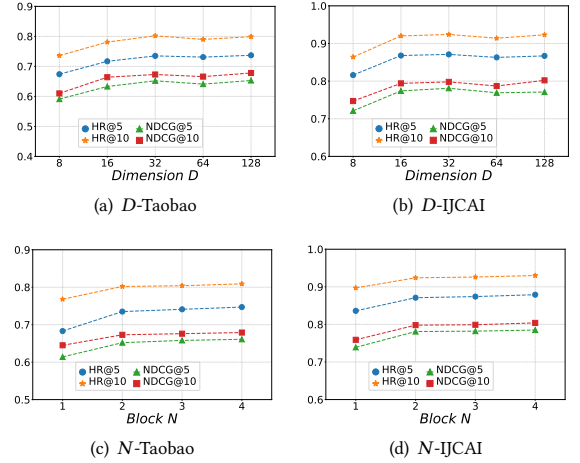 0.9
0.8
0.7
0.6
0.5
0.4
HR@5 NDCG@5
HR@10 NDCG@10
8 16 32 64 128
Dimension D
(a) D-Taobao
1.0
0.9
0.8
0.7
0.6
HR@5 NDCG@5
HR@10 NDCG@10
8 16 32 64 128
Dimension D
(b) D-IJCAI
0.9
0.8
0.7
0.6
0.5
HR@5 NDCG@5
HR@10 NDCG@10
1 2 3 4
Block N
(c) N-Taobao
1.0
0.9
0.8
0.7
0.6
HR@5 NDCG@5
HR@10 NDCG@10
1 2 3 4
Block N
(d) N-IJCAI